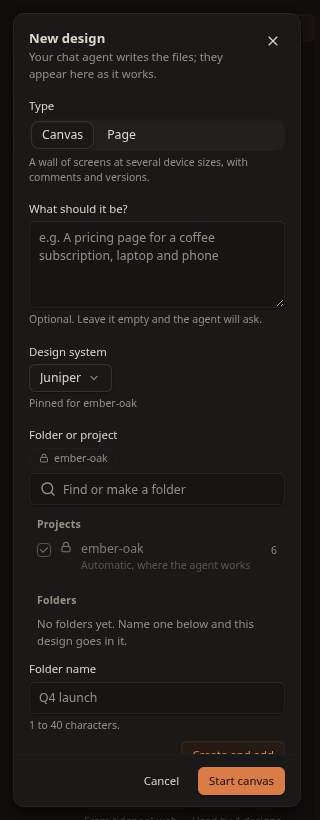 New design
Your chat agent writes the files; they
appear here as it works.
Type
Canvas
Page
A wall of screens at several device sizes, with
comments and versions.
What should it be?
e.g. A pricing page for a coffee
subscription, laptop and phone
Optional. Leave it empty and the agent will ask.
Design system
Juniper
Pinned for ember-oak
Folder or project
ember-oak
Find or make a folder
Projects
ember-oak
6
Automatic, where the agent works
Folders
No folders yet. Name one below and this
design goes in it.
Folder name
Q4 launch
1 to 40 characters.
Create and add
Cancel
Start canvas